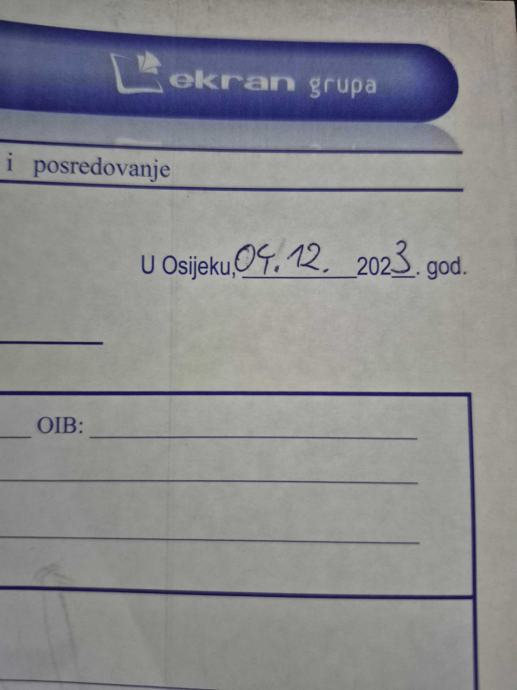 ekran grupa
i posredovanje
U Osijeku, 04.12. 2023. god.
OIB: